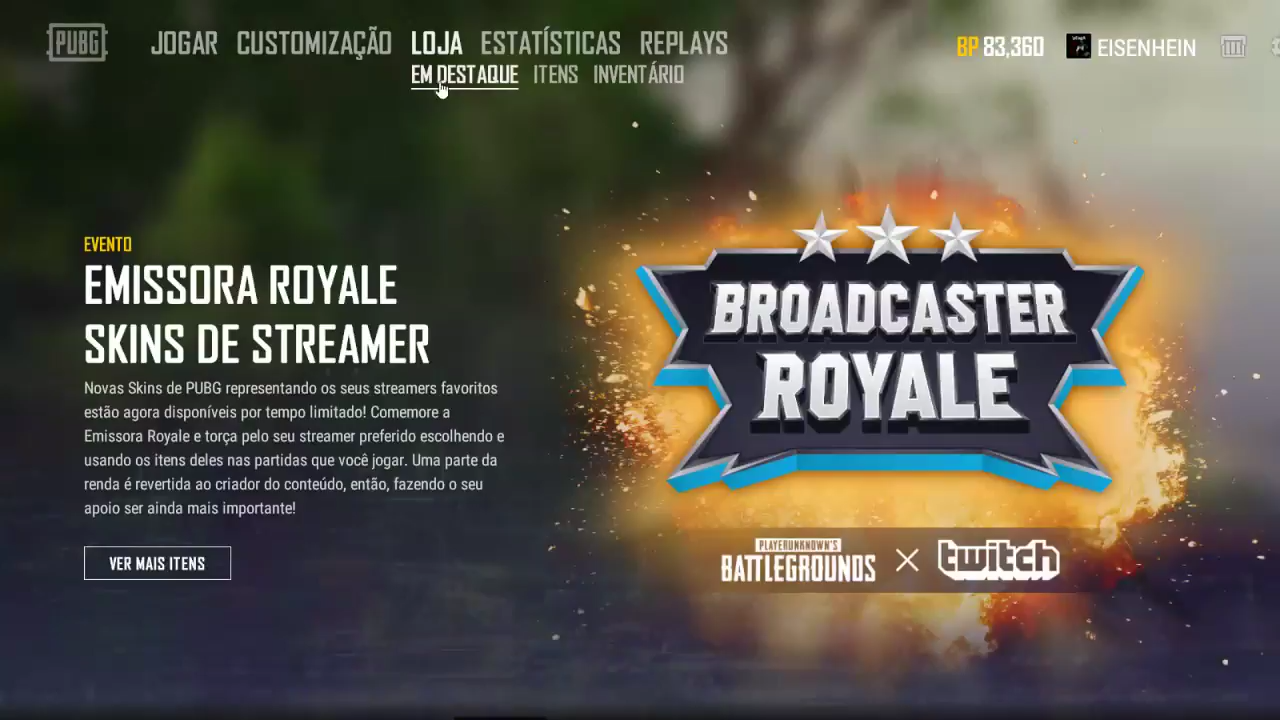 PUBG
JOGAR CUSTOMIZAÇÃO LOJA ESTATÍSTICAS REPLAYS
BP 83,360 EISENHEIN
EM DESTAQUE ITENS INVENTÁRIO
EVENTO
EMISSORA ROYALE
SKINS DE STREAMER
Novas Skins de PUBG representando os seus streamers favoritos
estão agora disponíveis por tempo limitado! Comemore a
Emissora Royale e torça pelo seu streamer preferido escolhendo e
usando os itens deles nas partidas que você jogar. Uma parte da
renda é revertida ao criador do conteúdo, então, fazendo o seu
apoio ser ainda mais importante!
VER MAIS ITENS
BROADCASTER
ROYALE
PLAYERUNKNOWN'S
BATTLEGROUNDS X twitch